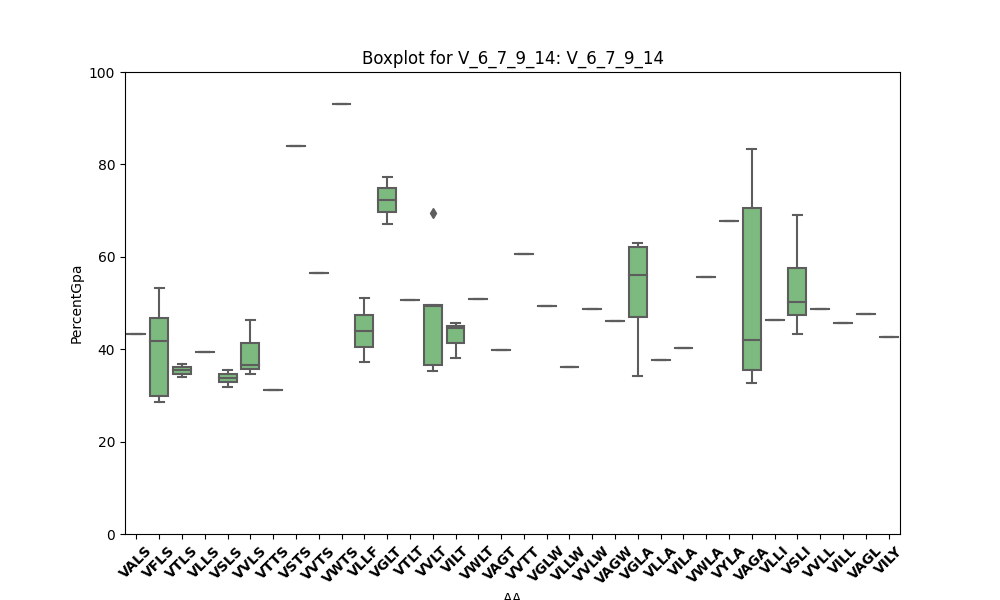 Boxplot for V_6_7_9_14: V_6_7_9_14
PercentGpa
100
80
60
40
20
0
VALS VFLS VTLS VLLS VSLS VVLS VTTS VSTS VVTS VWTS VLLF VGLT VTLT VVLT VILT VWLT VAGT VVTT VGLW VLLW VVLW VAGW VGLA VLLA VILA VWLA VYLA VAGA VLLI VSLI VVLL VILL VAGL VILY
AA